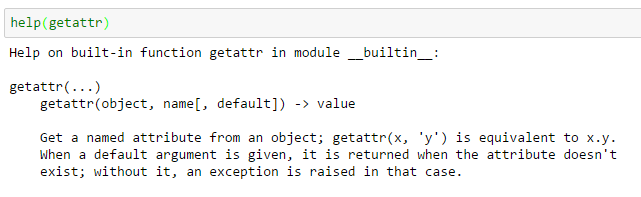 help(getattr)
Help on built-in function getattr in module __builtin__:
getattr(...)
getattr(object, name[, default]) -> value
Get a named attribute from an object; getattr(x, 'y') is equivalent to x.y.
When a default argument is given, it is returned when the attribute doesn't
exist; without it, an exception is raised in that case.